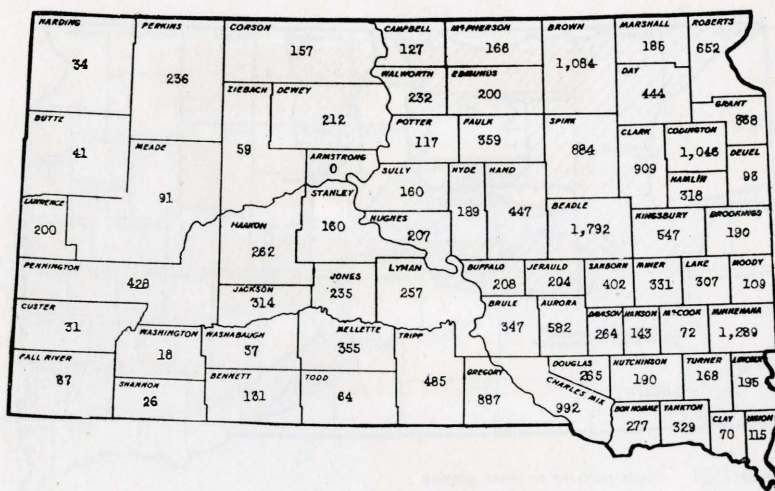 HARDING
34
PERKINS
236
CORSON
157
CAMPBELL
127
McPHERSON
166
BROWN
1,084
MARSHALL
185
ROBERTS
652
WALWORTH
232
EDMUNDS
200
DAY
444
GRANT
BUTTE
41
MEADE
91
ZIEBACH
59
DEWEY
212
ARMSTRONG
0
POTTER
117
FAULK
359
SPINK
884
CLARK
909
CODINGTON
1,046
DEUEL
HAMLIN
318
LAWRENCE
200
STANLEY
160
SULLY
160
HYDE
189
HAND
447
BEADLE
1,792
KINGSBURY
547
BROOKINGS
190
HAAKON
262
HUGHES
207
PENNINGTON
428
JACKSON
314
JONES
235
LYMAN
257
BUFFALO
208
JERAULD
204
SANBORN
402
MINER
331
LAKE
307
MOODY
109
CUSTER
31
WASHINGTON
18
WASHABAUGH
37
MELLETTE
355
TRIPP
485
BRULE
347
AURORA
582
DAVISON
264
HANSON
143
McCOOK
72
MINNEHAHA
1,289
FALL RIVER
87
SHANNON
26
BENNETT
131
TODD
64
GREGORY
887
DOUGLAS
265
CHARLES MIX
992
HUTCHINSON
190
TURNER
168
LINCOLN
195
BON HOMME
277
YANKTON
329
CLAY
70
UNION
115